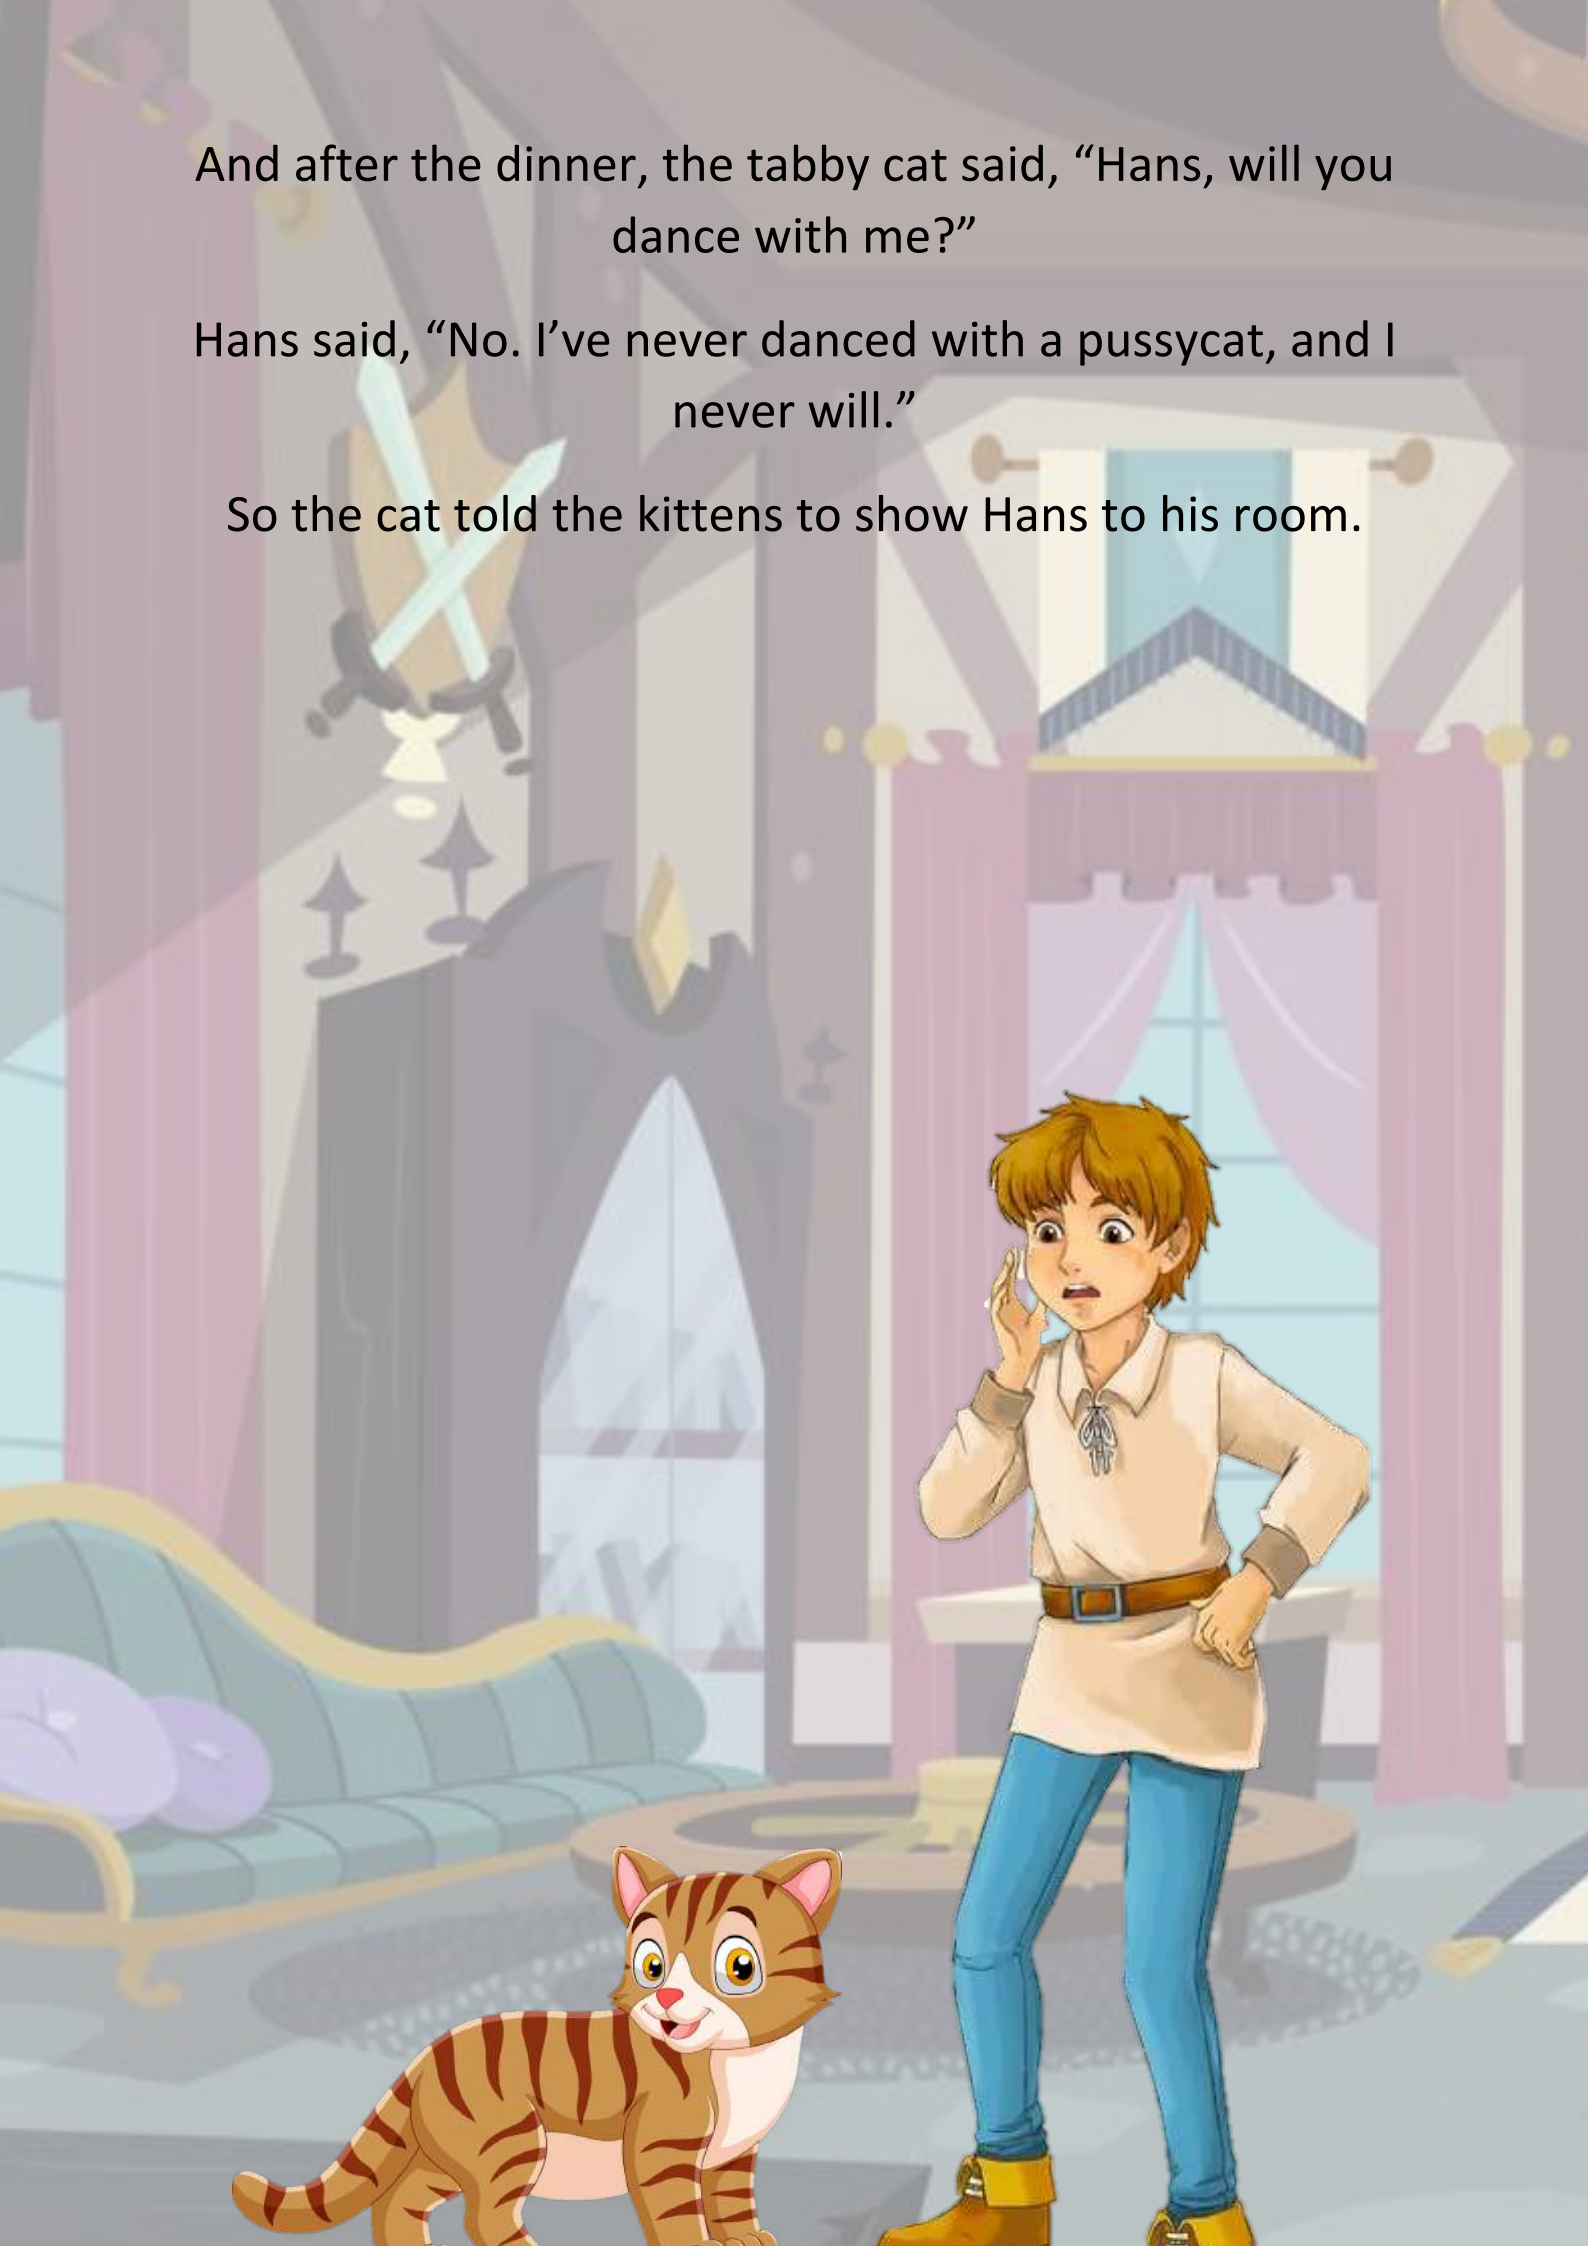 And after the dinner, the tabby cat said, “Hans, will you
dance with me?”
Hans said, “No. I’ve never danced with a pussycat, and I
never will.”
So the cat told the kittens to show Hans to his room.